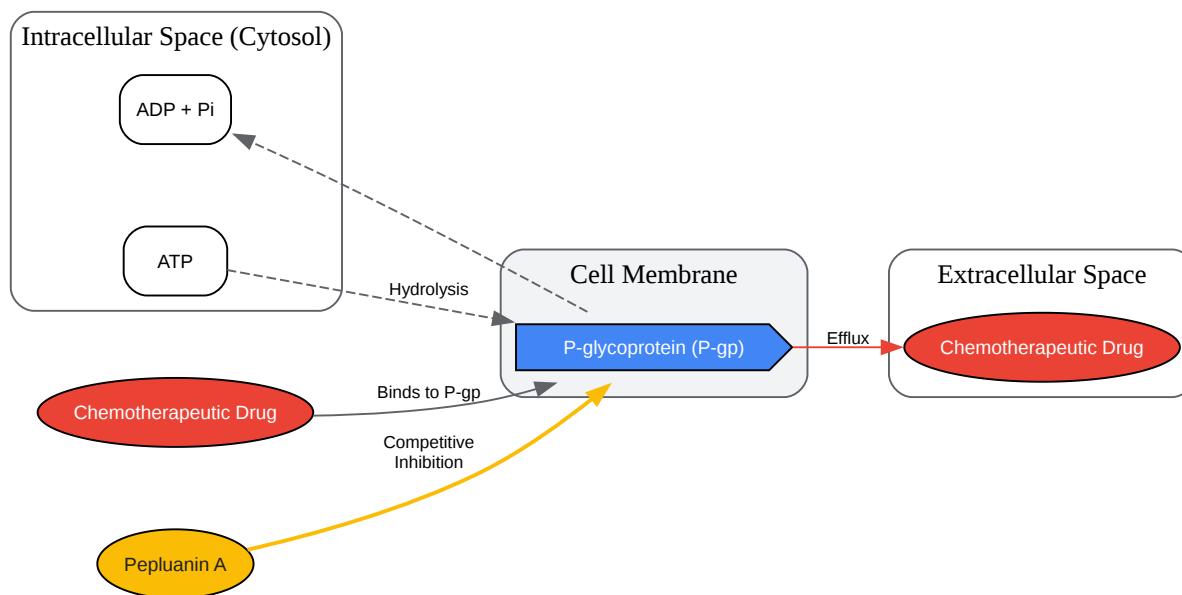 Intracellular Space (Cytosol)
ADP + Pi
ATP
Hydrolysis
Cell Membrane
P-glycoprotein (P-gp)
Efflux
Extracellular Space
Chemotherapeutic Drug
Chemotherapeutic Drug
Binds to P-gp
Competitive
Inhibition
Pepluanin A